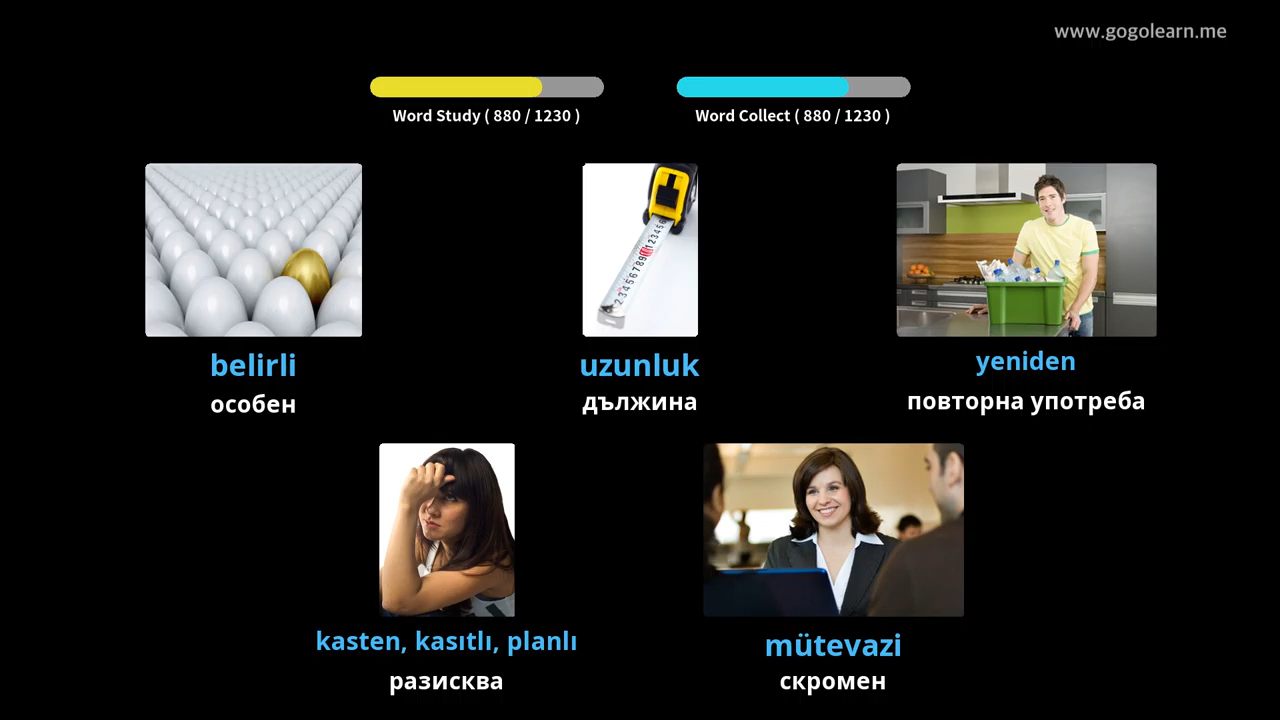 www.gogolearn.me
Word Study ( 880 / 1230 )
Word Collect ( 880 / 1230 )
belirli
особен
uzunluk
дължина
yeniden
повторна употреба
kasten, kasıtlı, planlı
разисква
mütevazi
скромен